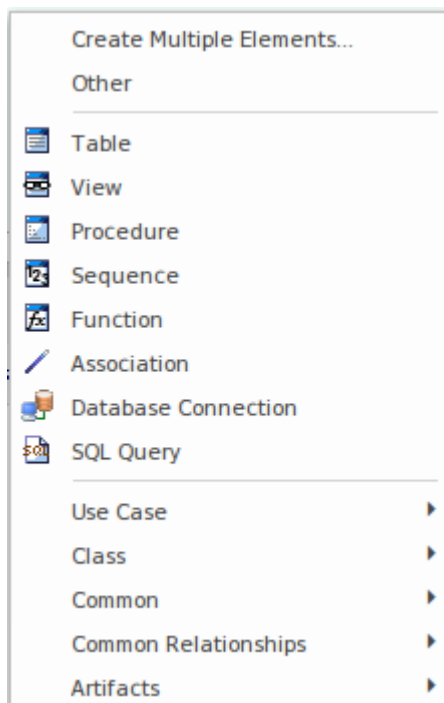 Create Multiple Elements...
Other
Table
View
Procedure
Sequence
Function
Association
Database Connection
SQL Query
Use Case
Class
Common
Common Relationships
Artifacts